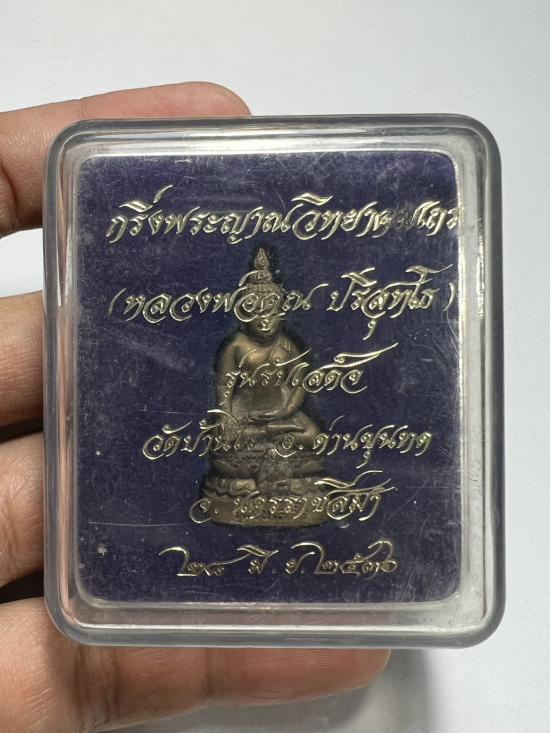 กริ่งพระญาณวิทยาคมเถร
(หลวงพ่อคูณ ปริสุทโธ)
รุ่นรับเสด็จ
วัดบ้านไร่ อ.ด่านขุนทด
จ.นครราชสีมา
๒๘ มิ.ย. ๒๕๓๖